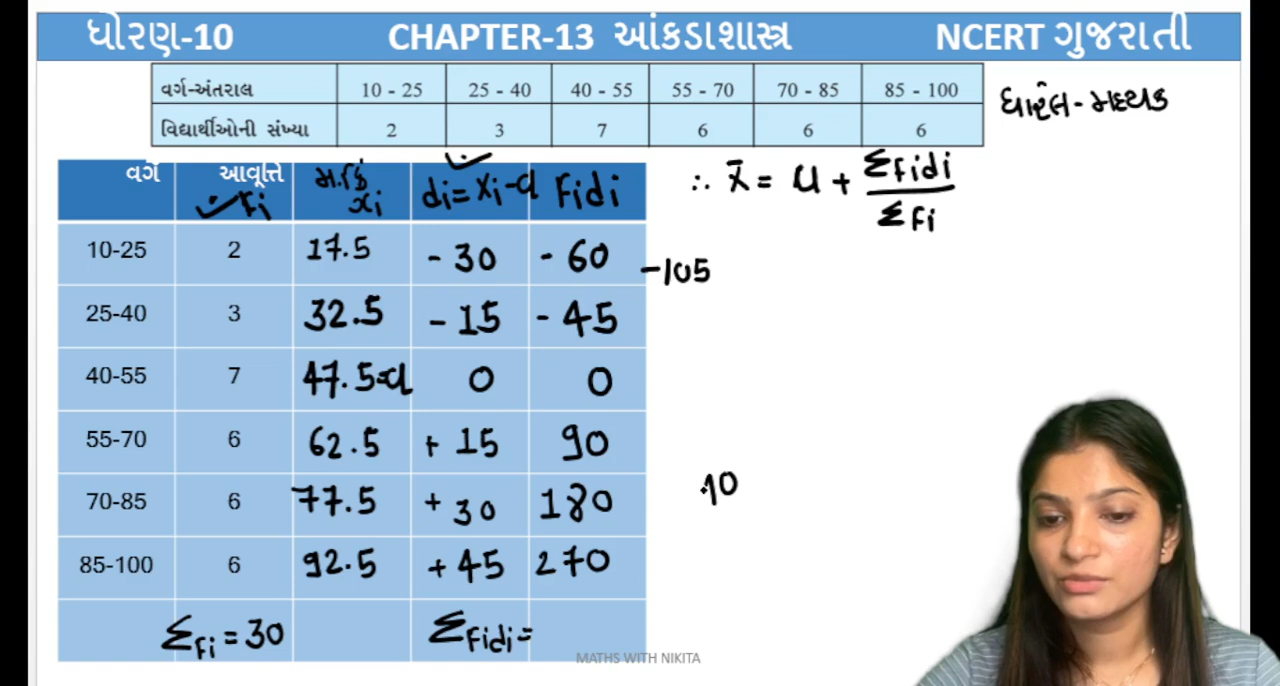 ધોરણ-10 CHAPTER-13 આંકડાશાસ્ત્ર NCERT ગુજરાતી
વર્ગ-અંતરાલ 10 - 25 25 - 40 40 - 55 55 - 70 70 - 85 85 - 100
વિદ્યાર્થીઓની સંખ્યા 2 3 7 6 6 6
ધારેલ - મધ્યક
∴ x̄ = a + Σfidi / Σfi
વર્ગ આવૃત્તિ fi મ.કિં xi di = xi - a fidi
10-25 2 17.5 - 30 - 60
-105
25-40 3 32.5 - 15 - 45
40-55 7 47.5=a 0 0
55-70 6 62.5 + 15 90
70-85 6 77.5 + 30 180
10
85-100 6 92.5 + 45 270
Σfi = 30 Σfidi =
MATHS WITH NIKITA